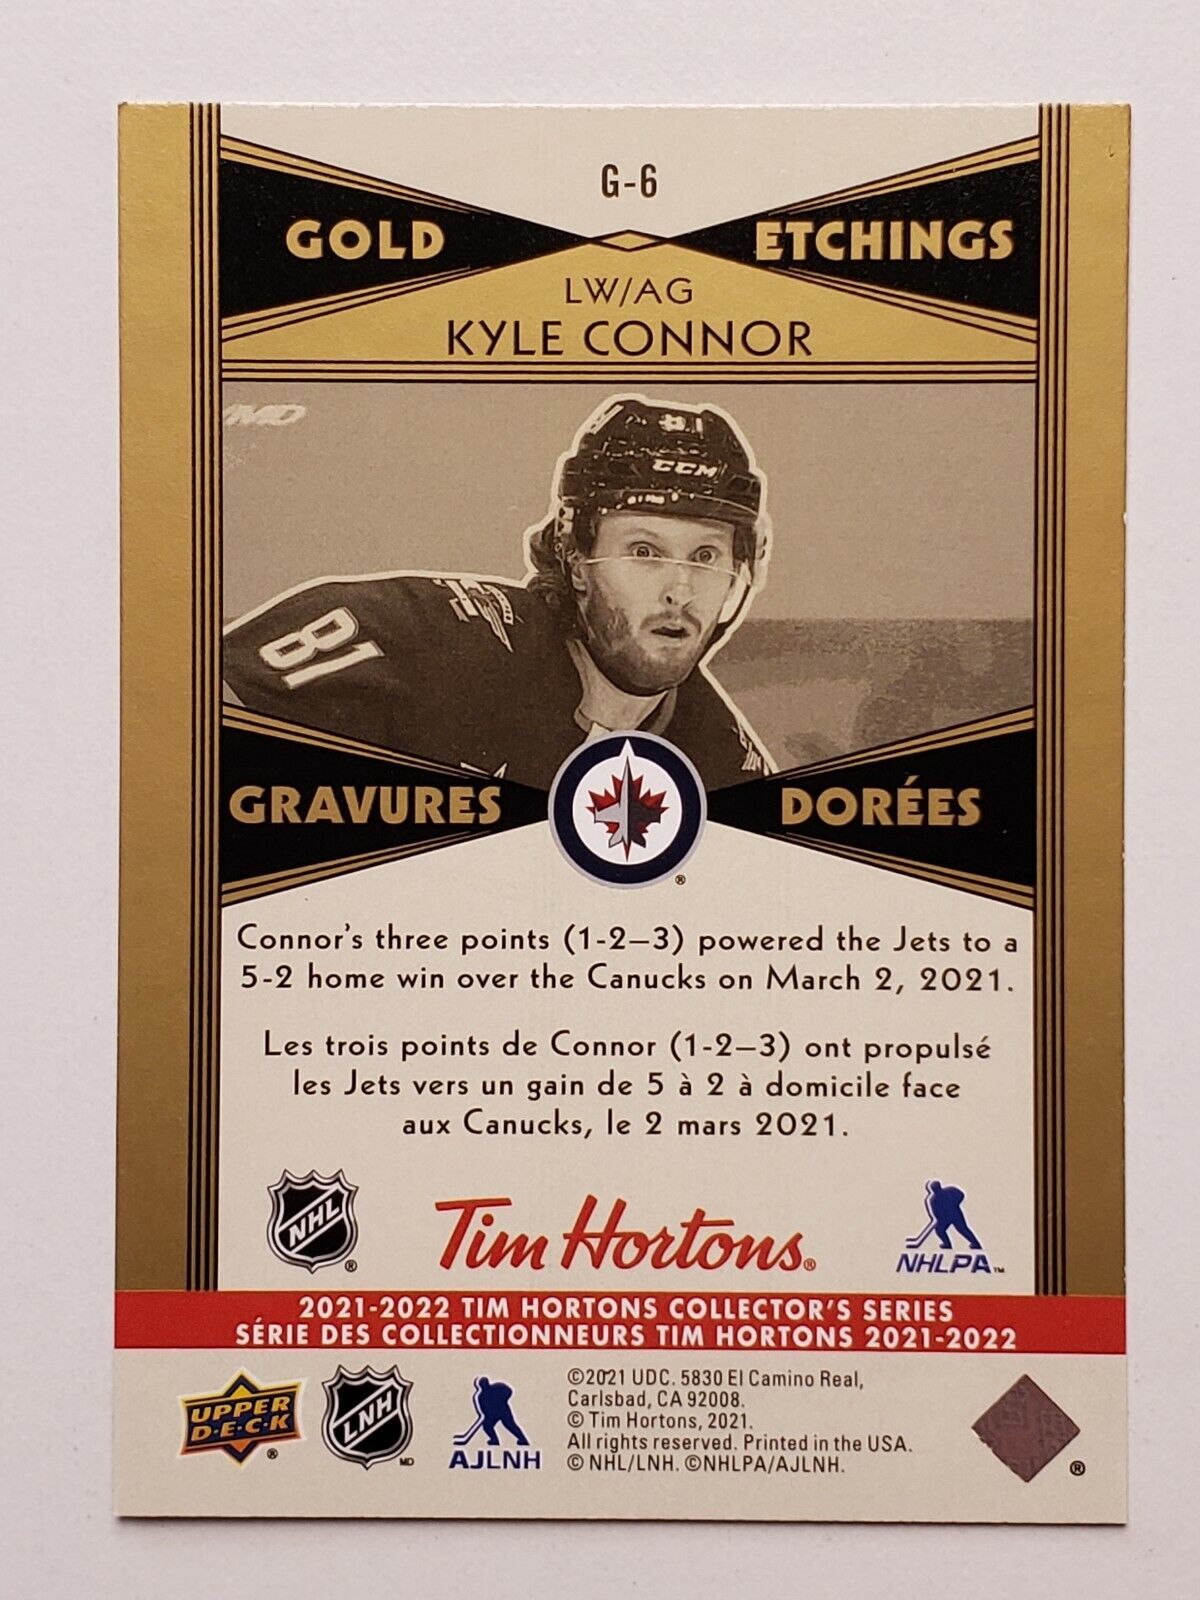 G-6
GOLD ETCHINGS
LW/AG
KYLE CONNOR
AMD
81
CCM
81
GRAVURES DORÉES
®
Connor's three points (1-2–3) powered the Jets to a
5-2 home win over the Canucks on March 2, 2021.
Les trois points de Connor (1-2–3) ont propulsé
les Jets vers un gain de 5 à 2 à domicile face
aux Canucks, le 2 mars 2021.
NHL® Tim Hortons® NHLPA™
2021-2022 TIM HORTONS COLLECTOR'S SERIES
SÉRIE DES COLLECTIONNEURS TIM HORTONS 2021-2022
UPPER
D·E·C·K®
LNH MD
AJLNH
©2021 UDC. 5830 El Camino Real,
Carlsbad, CA 92008.
© Tim Hortons, 2021.
All rights reserved. Printed in the USA.
© NHL/LNH. ©NHLPA/AJLNH.
®